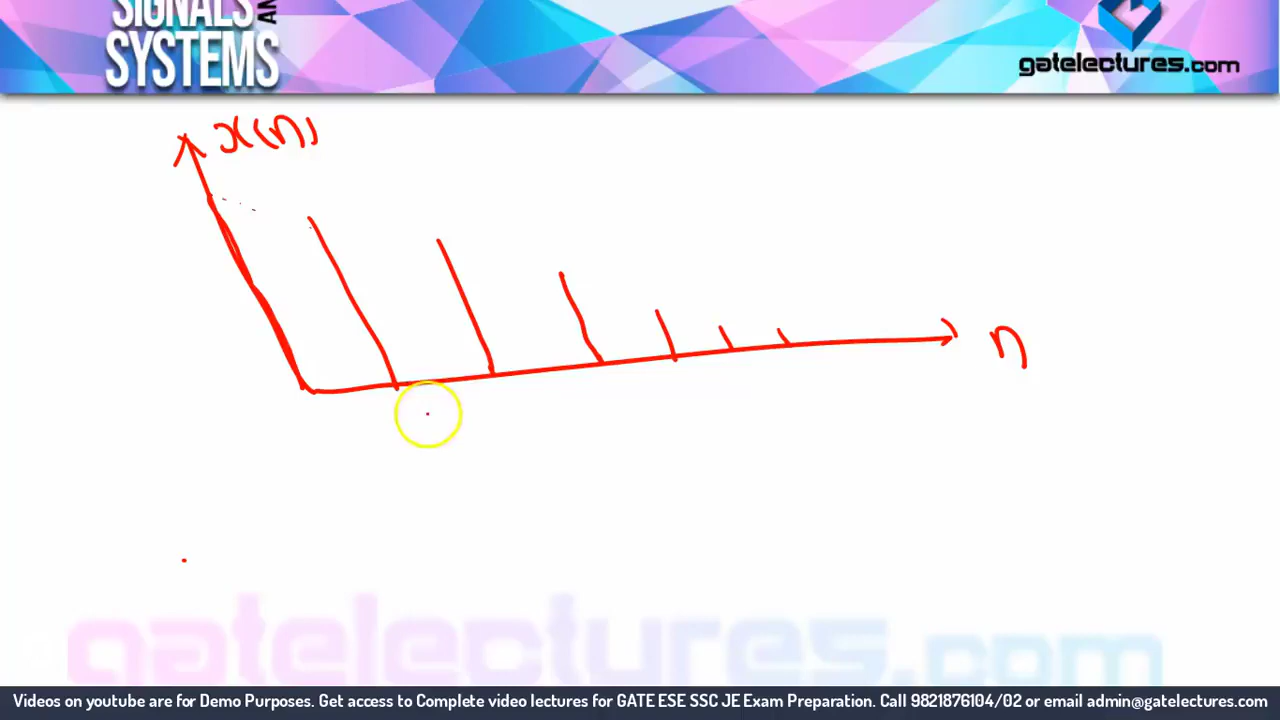 SIGNALS AND
SYSTEMS
gatelectures.com
x(n)
n
gatelectures.com
Videos on youtube are for Demo Purposes. Get access to Complete video lectures for GATE ESE SSC JE Exam Preparation. Call 9821876104/02 or email admin@gatelectures.com